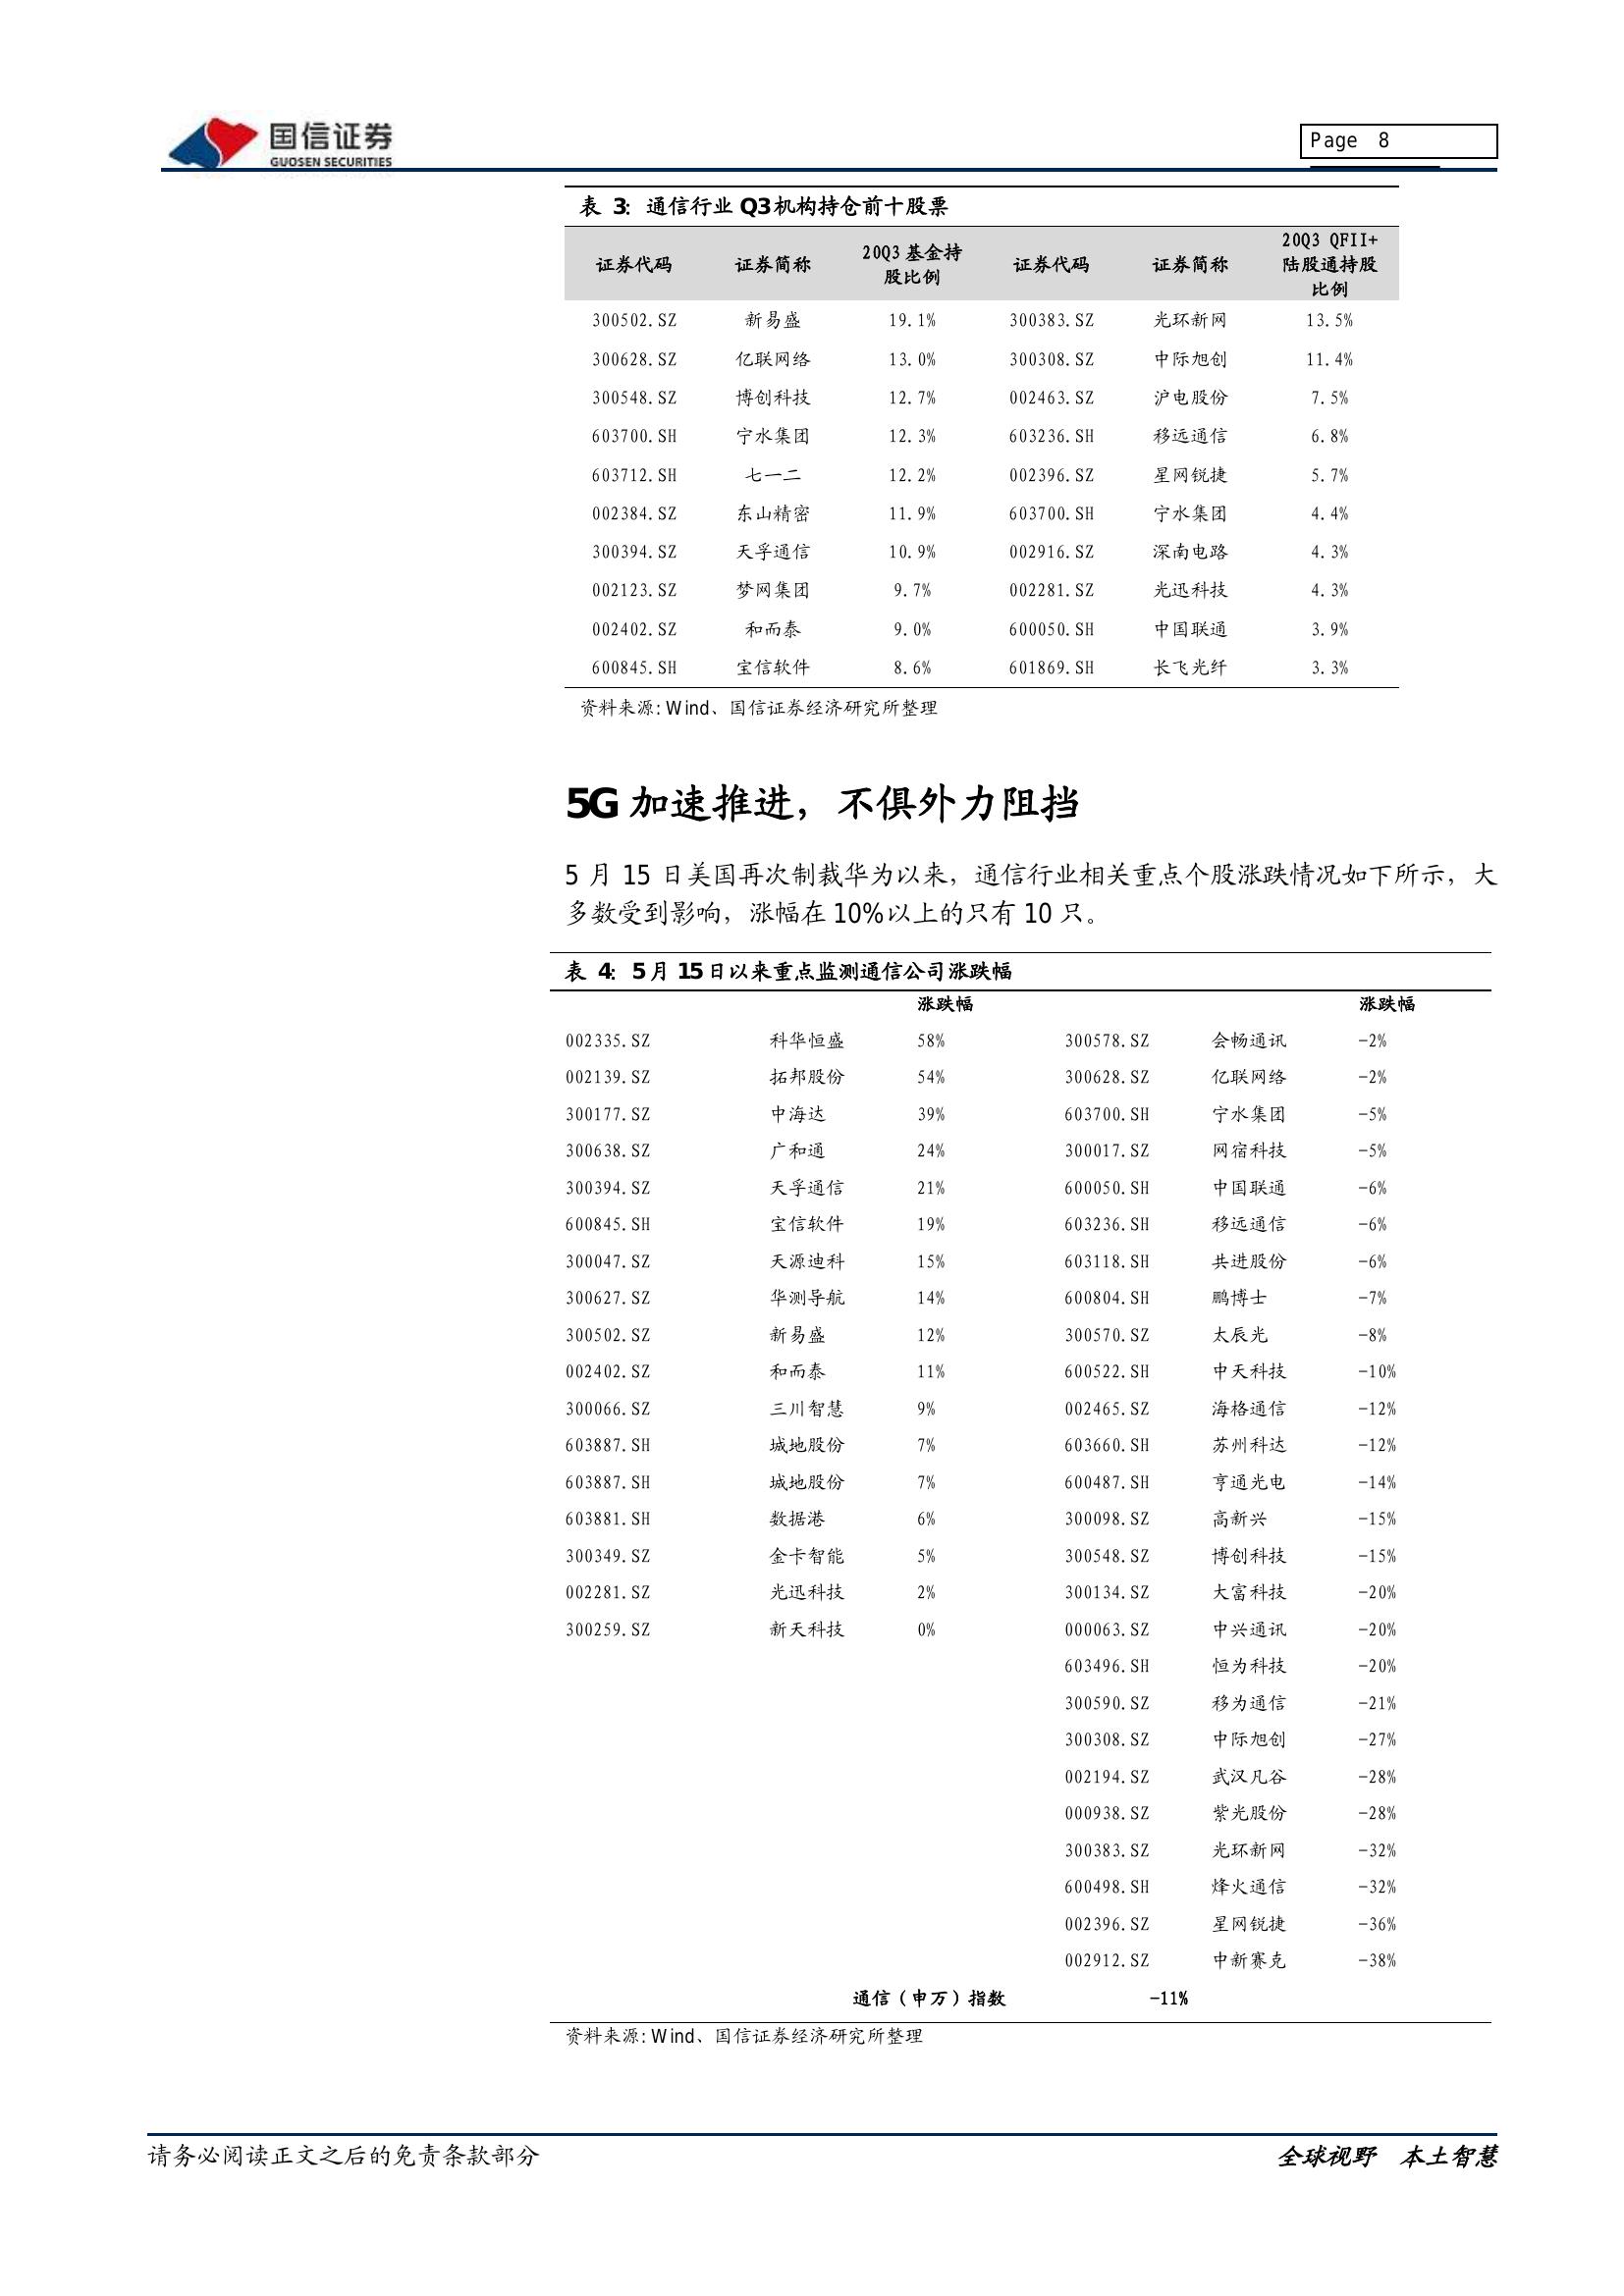 国信证券
GUOSEN SECURITIES
Page 8
表 3：通信行业 Q3机构持仓前十股票
证券代码 证券简称 20Q3 基金持股比例 证券代码 证券简称 20Q3 QFII+陆股通持股比例
300502.SZ 新易盛 19.1% 300383.SZ 光环新网 13.5%
300628.SZ 亿联网络 13.0% 300308.SZ 中际旭创 11.4%
300548.SZ 博创科技 12.7% 002463.SZ 沪电股份 7.5%
603700.SH 宁水集团 12.3% 603236.SH 移远通信 6.8%
603712.SH 七一二 12.2% 002396.SZ 星网锐捷 5.7%
002384.SZ 东山精密 11.9% 603700.SH 宁水集团 4.4%
300394.SZ 天孚通信 10.9% 002916.SZ 深南电路 4.3%
002123.SZ 梦网集团 9.7% 002281.SZ 光迅科技 4.3%
002402.SZ 和而泰 9.0% 600050.SH 中国联通 3.9%
600845.SH 宝信软件 8.6% 601869.SH 长飞光纤 3.3%
资料来源：Wind、国信证券经济研究所整理
5G 加速推进，不俱外力阻挡
5 月 15 日美国再次制裁华为以来，通信行业相关重点个股涨跌情况如下所示，大
多数受到影响，涨幅在 10%以上的只有 10 只。
表 4：5月 15日以来重点监测通信公司涨跌幅
涨跌幅 涨跌幅
002335.SZ 科华恒盛 58% 300578.SZ 会畅通讯 -2%
002139.SZ 拓邦股份 54% 300628.SZ 亿联网络 -2%
300177.SZ 中海达 39% 603700.SH 宁水集团 -5%
300638.SZ 广和通 24% 300017.SZ 网宿科技 -5%
300394.SZ 天孚通信 21% 600050.SH 中国联通 -6%
600845.SH 宝信软件 19% 603236.SH 移远通信 -6%
300047.SZ 天源迪科 15% 603118.SH 共进股份 -6%
300627.SZ 华测导航 14% 600804.SH 鹏博士 -7%
300502.SZ 新易盛 12% 300570.SZ 太辰光 -8%
002402.SZ 和而泰 11% 600522.SH 中天科技 -10%
300066.SZ 三川智慧 9% 002465.SZ 海格通信 -12%
603887.SH 城地股份 7% 603660.SH 苏州科达 -12%
603887.SH 城地股份 7% 600487.SH 亨通光电 -14%
603881.SH 数据港 6% 300098.SZ 高新兴 -15%
300349.SZ 金卡智能 5% 300548.SZ 博创科技 -15%
002281.SZ 光迅科技 2% 300134.SZ 大富科技 -20%
300259.SZ 新天科技 0% 000063.SZ 中兴通讯 -20%
603496.SH 恒为科技 -20%
300590.SZ 移为通信 -21%
300308.SZ 中际旭创 -27%
002194.SZ 武汉凡谷 -28%
000938.SZ 紫光股份 -28%
300383.SZ 光环新网 -32%
600498.SH 烽火通信 -32%
002396.SZ 星网锐捷 -36%
002912.SZ 中新赛克 -38%
通信（申万）指数 -11%
资料来源：Wind、国信证券经济研究所整理
请务必阅读正文之后的免责条款部分 全球视野 本土智慧